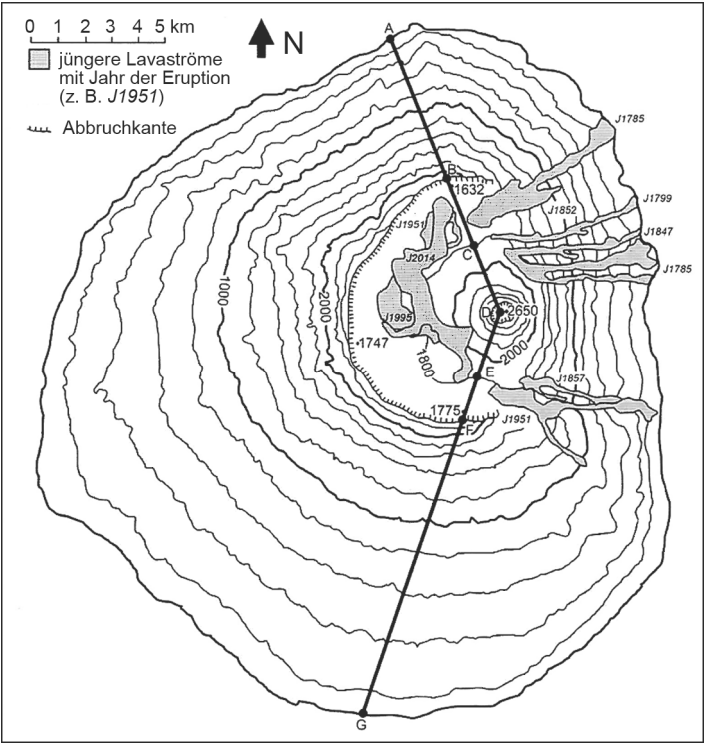 0 1 2 3 4 5 km
N
jüngere Lavaströme
mit Jahr der Eruption
(z. B. J1951)
Abbruchkante
A
J1785
B
1632
J1852
J1799
J1951
J1847
C
J2014
J1785
1000
2000
J1995
D
2650
1747
1800
2000
E
J1857
1775
F
J1951
G